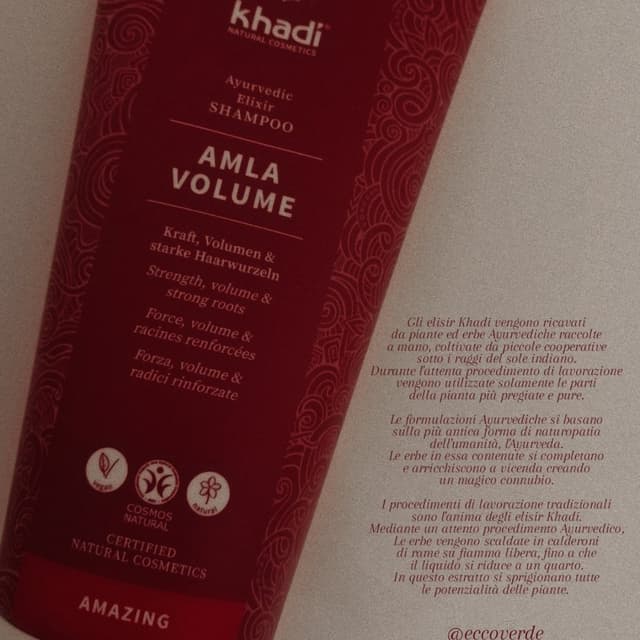 khadi
NATURAL COSMETICS
Ayurvedic
Elixir
SHAMPOO
AMLA
VOLUME
Kraft, Volumen &
starke Haarwurzeln
Strength, volume &
strong roots
Force, volume &
racines renforcées
Forza, volume &
radici rinforzate
vegan
COSMOS
NATURAL
natural
CERTIFIED
NATURAL COSMETICS
AMAZING
Gli elisir Khadi vengono ricavati
da piante ed erbe Ayurvediche raccolte
a mano, coltivate da piccole cooperative
sotto i raggi del sole indiano.
Durante l'attenta procedimento di lavorazione
vengono utilizzate solamente le parti
della pianta più pregiate e pure.
Le formulazioni Ayurvediche si basano
sulla più antica forma di naturopatia
dell'umanità, l'Ayurveda.
Le erbe in essa contenute si completano
e arricchiscono a vicenda creando
un magico connubio.
I procedimenti di lavorazione tradizionali
sono l'anima degli elisir Khadi.
Mediante un attento procedimento Ayurvedico,
Le erbe vengono scaldate in calderoni
di rame su fiamma libera, fino a che
il liquido si riduce a un quarto.
In questo estratto si sprigionano tutte
le potenzialità delle piante.
@eccoverde